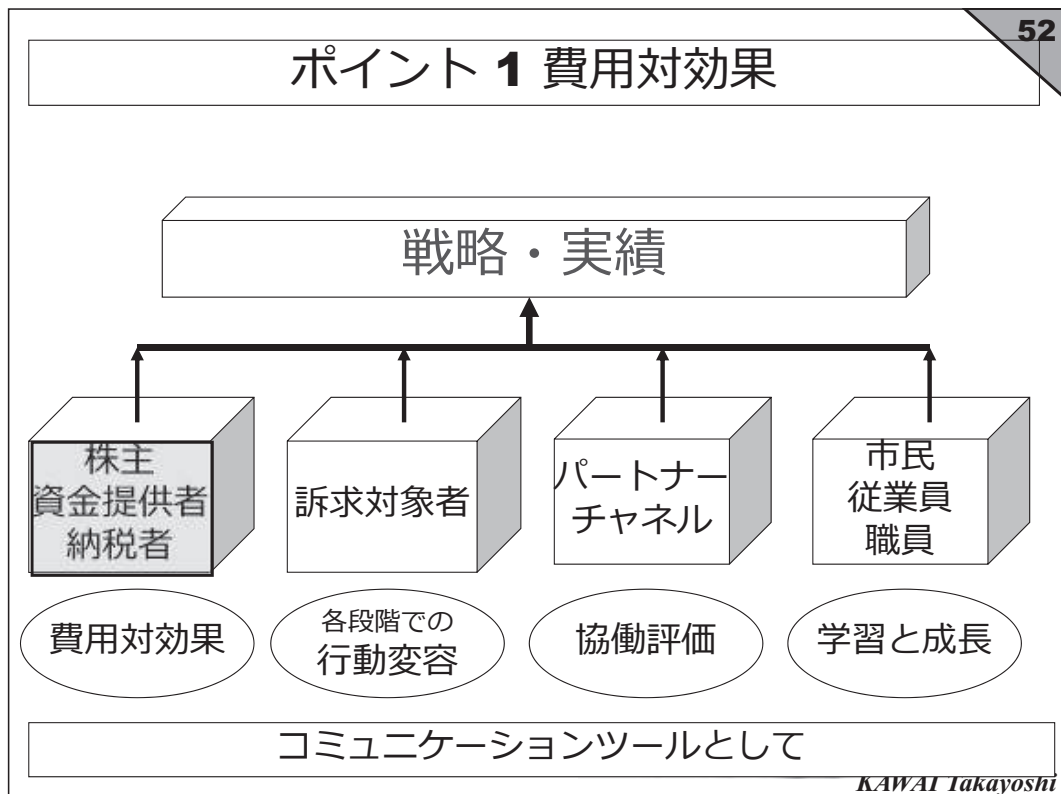 52
ポイント 1 費用対効果
戦略・実績
株主
資金提供者
納税者
訴求対象者
パートナー
チャネル
市民
従業員
職員
費用対効果
各段階での
行動変容
協働評価
学習と成長
コミュニケーションツールとして
KAWAI Takayoshi